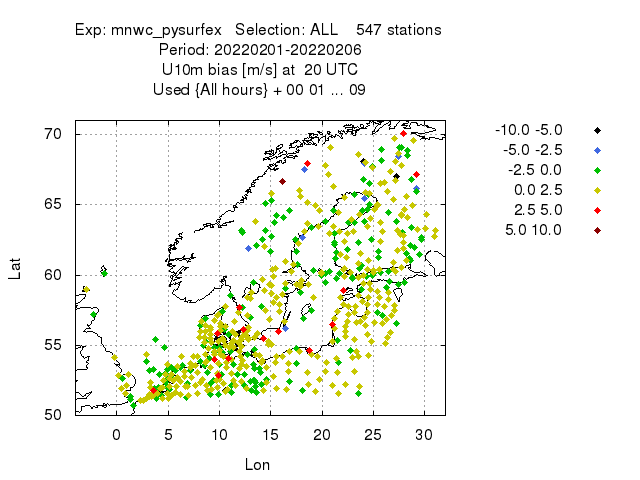 Exp: mnwc_pysurfex   Selection: ALL    547 stations
Period: 20220201-20220206
U10m bias [m/s] at  20 UTC
Used {All hours} + 00 01 ... 09
-10.0 -5.0
-5.0 -2.5
-2.5 0.0
0.0 2.5
2.5 5.0
5.0 10.0
70
65
60
55
50
Lat
0 5 10 15 20 25 30
Lon